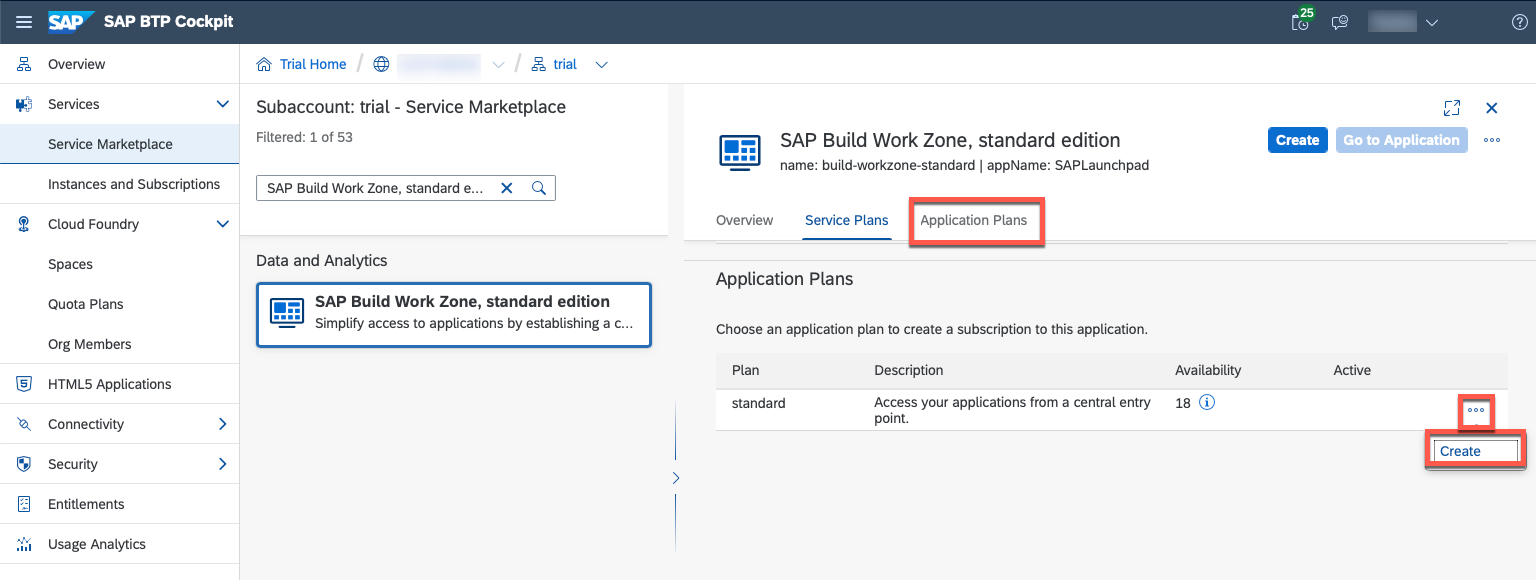 SAP SAP BTP Cockpit
25
Overview
Services
Service Marketplace
Instances and Subscriptions
Cloud Foundry
Spaces
Quota Plans
Org Members
HTML5 Applications
Connectivity
Security
Entitlements
Usage Analytics
Trial Home / / trial
Subaccount: trial - Service Marketplace
Filtered: 1 of 53
SAP Build Work Zone, standard e...
Data and Analytics
SAP Build Work Zone, standard edition
Simplify access to applications by establishing a c...
SAP Build Work Zone, standard edition
name: build-workzone-standard | appName: SAPLaunchpad
Create Go to Application
Overview Service Plans Application Plans
Application Plans
Choose an application plan to create a subscription to this application.
Plan Description Availability Active
standard Access your applications from a central entry 18
point.
Create